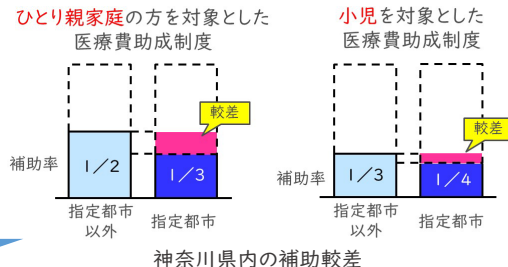 ひとり親家庭の方を対象とした
医療費助成制度
較差
補助率
1／2
1／3
指定都市
以外
指定都市
小児を対象とした
医療費助成制度
較差
補助率
1／3
1／4
指定都市
以外
指定都市
神奈川県内の補助較差